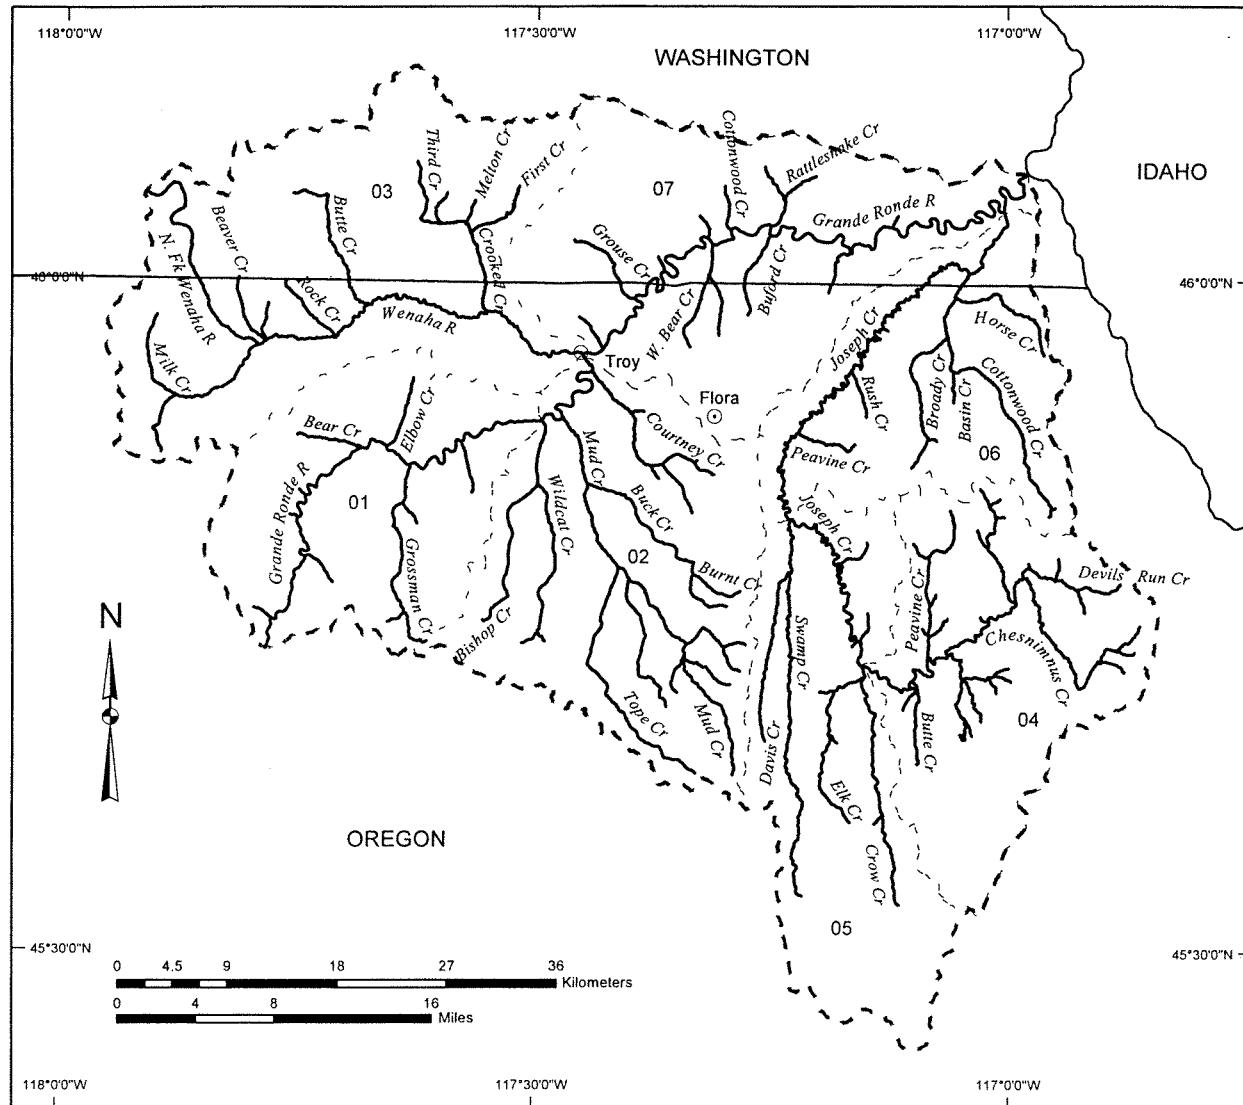 118°0'0"W
117°30'0"W
117°0'0"W
WASHINGTON
IDAHO
Third Cr
Melton Cr
First Cr
Cottonwood Cr
Rattlesnake Cr
03
07
Grande Ronde R
Butte Cr
Beaver Cr
N. Fk Wenaha R
Crooked Cr
Grouse Cr
Buford Cr
40°0'0"N
46°0'0"N
Rock Cr
Wenaha R
W. Bear Cr
Joseph Cr
Horse Cr
Milk Cr
Troy
Flora
Rush Cr
Broady Cr
Basin Cr
Cottonwood Cr
Elbow Cr
Bear Cr
Mud Cr
Courtney Cr
Peavine Cr
06
Grande Ronde R
01
Wildcat Cr
Buck Cr
Joseph Cr
Grossman Cr
02
Burnt Cr
Devils Run Cr
N
Bishop Cr
Swamp Cr
Peavine Cr
Chesnimnus Cr
Tope Cr
Mud Cr
Davis Cr
Butte Cr
04
Elk Cr
OREGON
Crow Cr
05
45°30'0"N
45°30'0"N
0 4.5 9 18 27 36
Kilometers
0 4 8 16
Miles
118°0'0"W
117°30'0"W
117°0'0"W